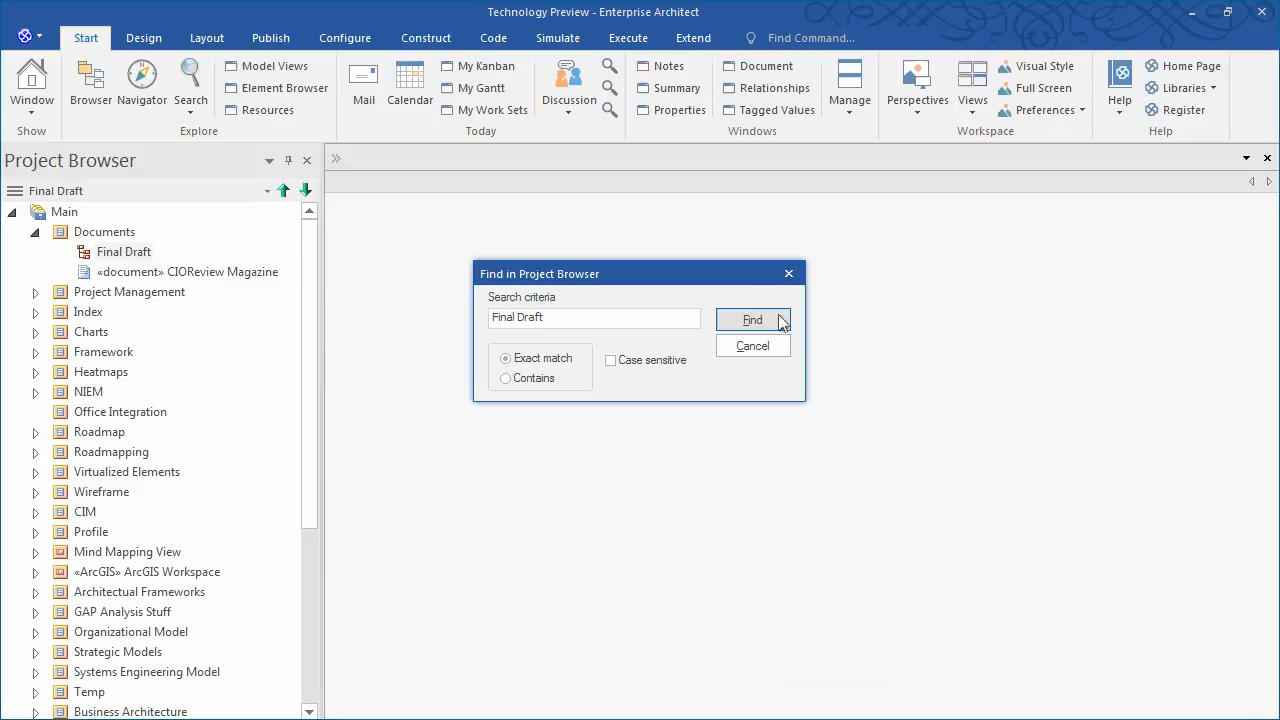 Technology Preview - Enterprise Architect
Start Design Layout Publish Configure Construct Code Simulate Execute Extend Find Command...
Window
Show
Browser Navigator Search
Model Views
Element Browser
Resources
Explore
Mail Calendar
My Kanban
My Gantt
My Work Sets
Discussion
Today
Notes
Summary
Properties
Document
Relationships
Tagged Values
Manage
Windows
Perspectives Views
Visual Style
Full Screen
Preferences
Workspace
Help
Home Page
Libraries
Register
Help
Project Browser
Final Draft
Main
Documents
Final Draft
«document» CIOReview Magazine
Project Management
Index
Charts
Framework
Heatmaps
NIEM
Office Integration
Roadmap
Roadmapping
Virtualized Elements
Wireframe
CIM
Profile
Mind Mapping View
«ArcGIS» ArcGIS Workspace
Architectual Frameworks
GAP Analysis Stuff
Organizational Model
Strategic Models
Systems Engineering Model
Temp
Business Architecture
Find in Project Browser
Search criteria
Final Draft
Find
Cancel
Exact match
Contains
Case sensitive